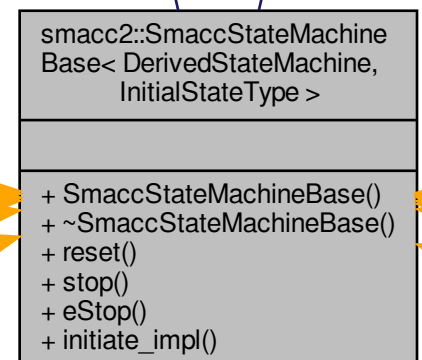 smacc2::SmaccStateMachine
Base< DerivedStateMachine,
InitialStateType >
+ SmaccStateMachineBase()
+ ~SmaccStateMachineBase()
+ reset()
+ stop()
+ eStop()
+ initiate_impl()